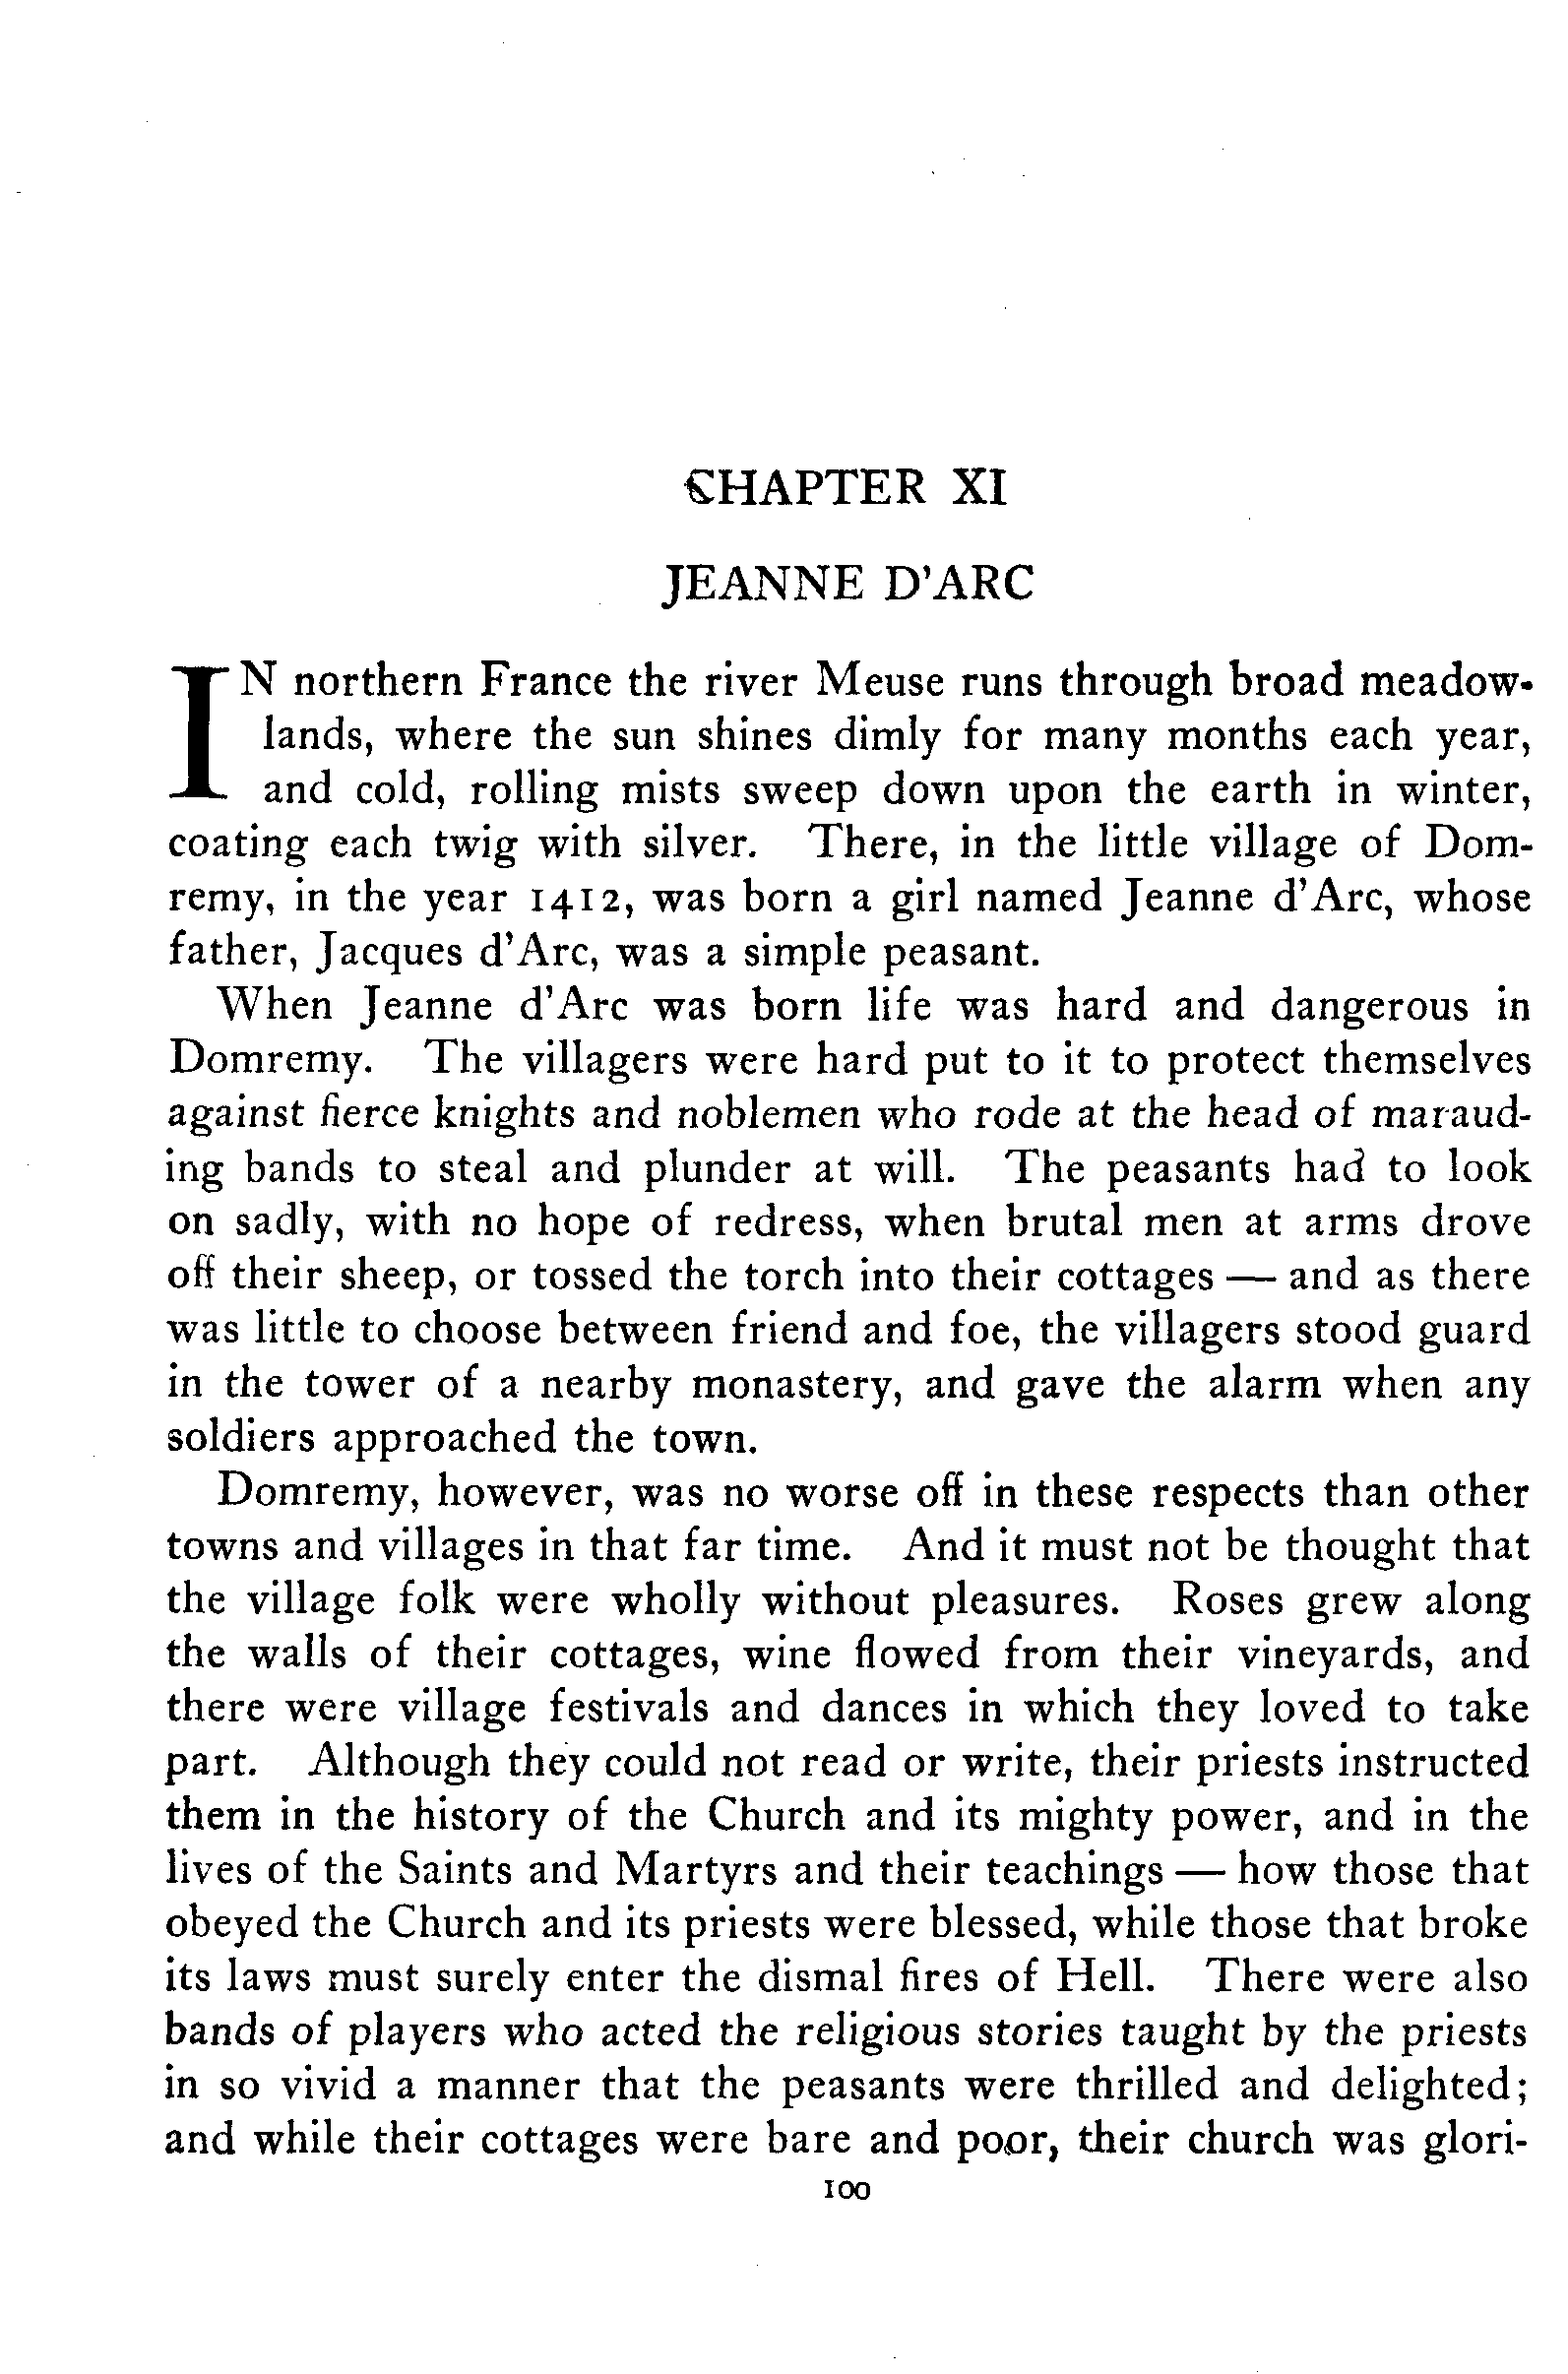 CHAPTER XI
JEANNE D'ARC
IN northern France the river Meuse runs through broad meadow-
lands, where the sun shines dimly for many months each year,
and cold, rolling mists sweep down upon the earth in winter,
coating each twig with silver. There, in the little village of Dom-
remy, in the year 1412, was born a girl named Jeanne d'Arc, whose
father, Jacques d'Arc, was a simple peasant.
When Jeanne d'Arc was born life was hard and dangerous in
Domremy. The villagers were hard put to it to protect themselves
against fierce knights and noblemen who rode at the head of maraud-
ing bands to steal and plunder at will. The peasants had to look
on sadly, with no hope of redress, when brutal men at arms drove
off their sheep, or tossed the torch into their cottages — and as there
was little to choose between friend and foe, the villagers stood guard
in the tower of a nearby monastery, and gave the alarm when any
soldiers approached the town.
Domremy, however, was no worse off in these respects than other
towns and villages in that far time. And it must not be thought that
the village folk were wholly without pleasures. Roses grew along
the walls of their cottages, wine flowed from their vineyards, and
there were village festivals and dances in which they loved to take
part. Although they could not read or write, their priests instructed
them in the history of the Church and its mighty power, and in the
lives of the Saints and Martyrs and their teachings — how those that
obeyed the Church and its priests were blessed, while those that broke
its laws must surely enter the dismal fires of Hell. There were also
bands of players who acted the religious stories taught by the priests
in so vivid a manner that the peasants were thrilled and delighted;
and while their cottages were bare and poor, their church was glori-
100